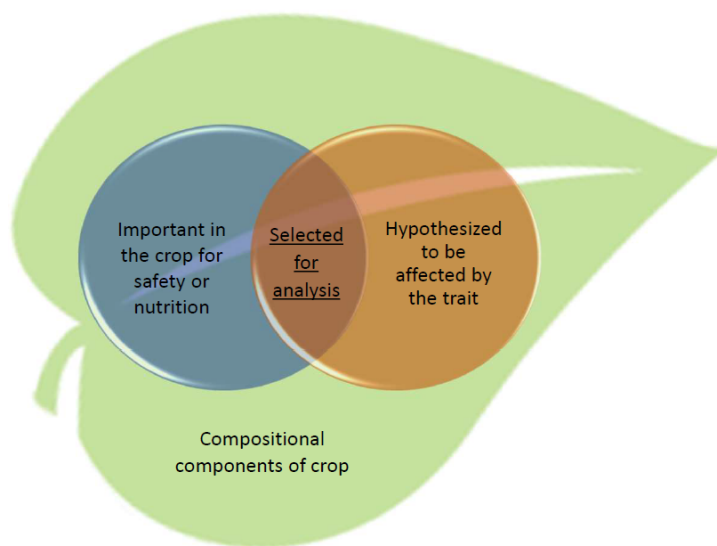 Important in
the crop for
safety or
nutrition
Selected
for
analysis
Hypothesized
to be
affected by
the trait
Compositional
components of crop